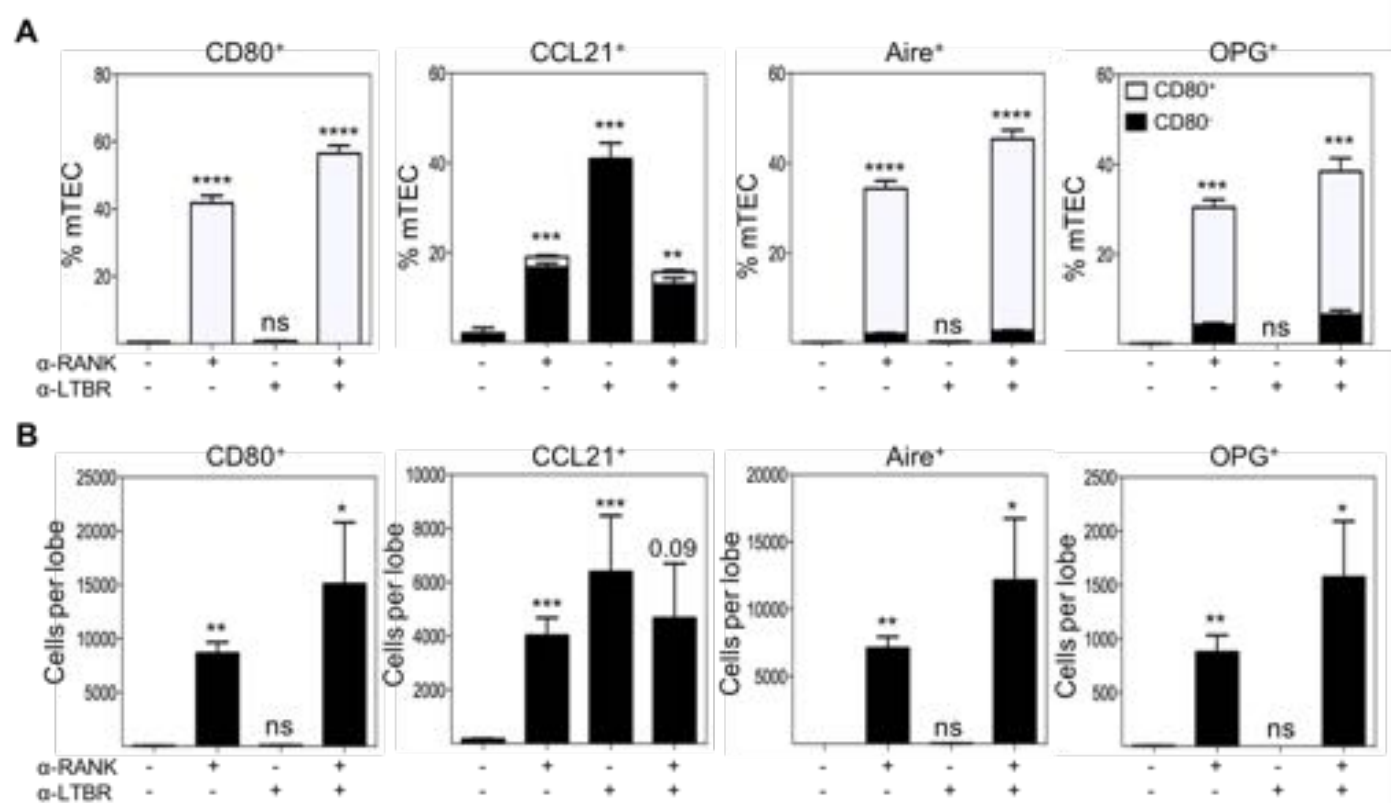 A
CD80⁺ CCL21⁺ Aire⁺ OPG⁺
80 60 60 60
CD80⁺
CD80⁻
**** **** *** *** ** **** **** *** ***
60 40 40 40
40 20 20 20
20
% mTEC % mTEC % mTEC % mTEC
ns ns ns
α-RANK - + - + - + - + - + - + - + - +
α-LTBR - - + + - - + + - - + + - - + +
B
CD80⁺ CCL21⁺ Aire⁺ OPG⁺
25000 10000 20000 2500
20000 8000 15000 2000
15000 6000 10000 1500
10000 4000 5000 1000
5000 2000 500
Cells per lobe Cells per lobe Cells per lobe Cells per lobe
** ns * *** *** 0.09 ** ns * ** ns *
α-RANK - + - + - + - + - + - + - + - +
α-LTBR - - + + - - + + - - + + - - + +